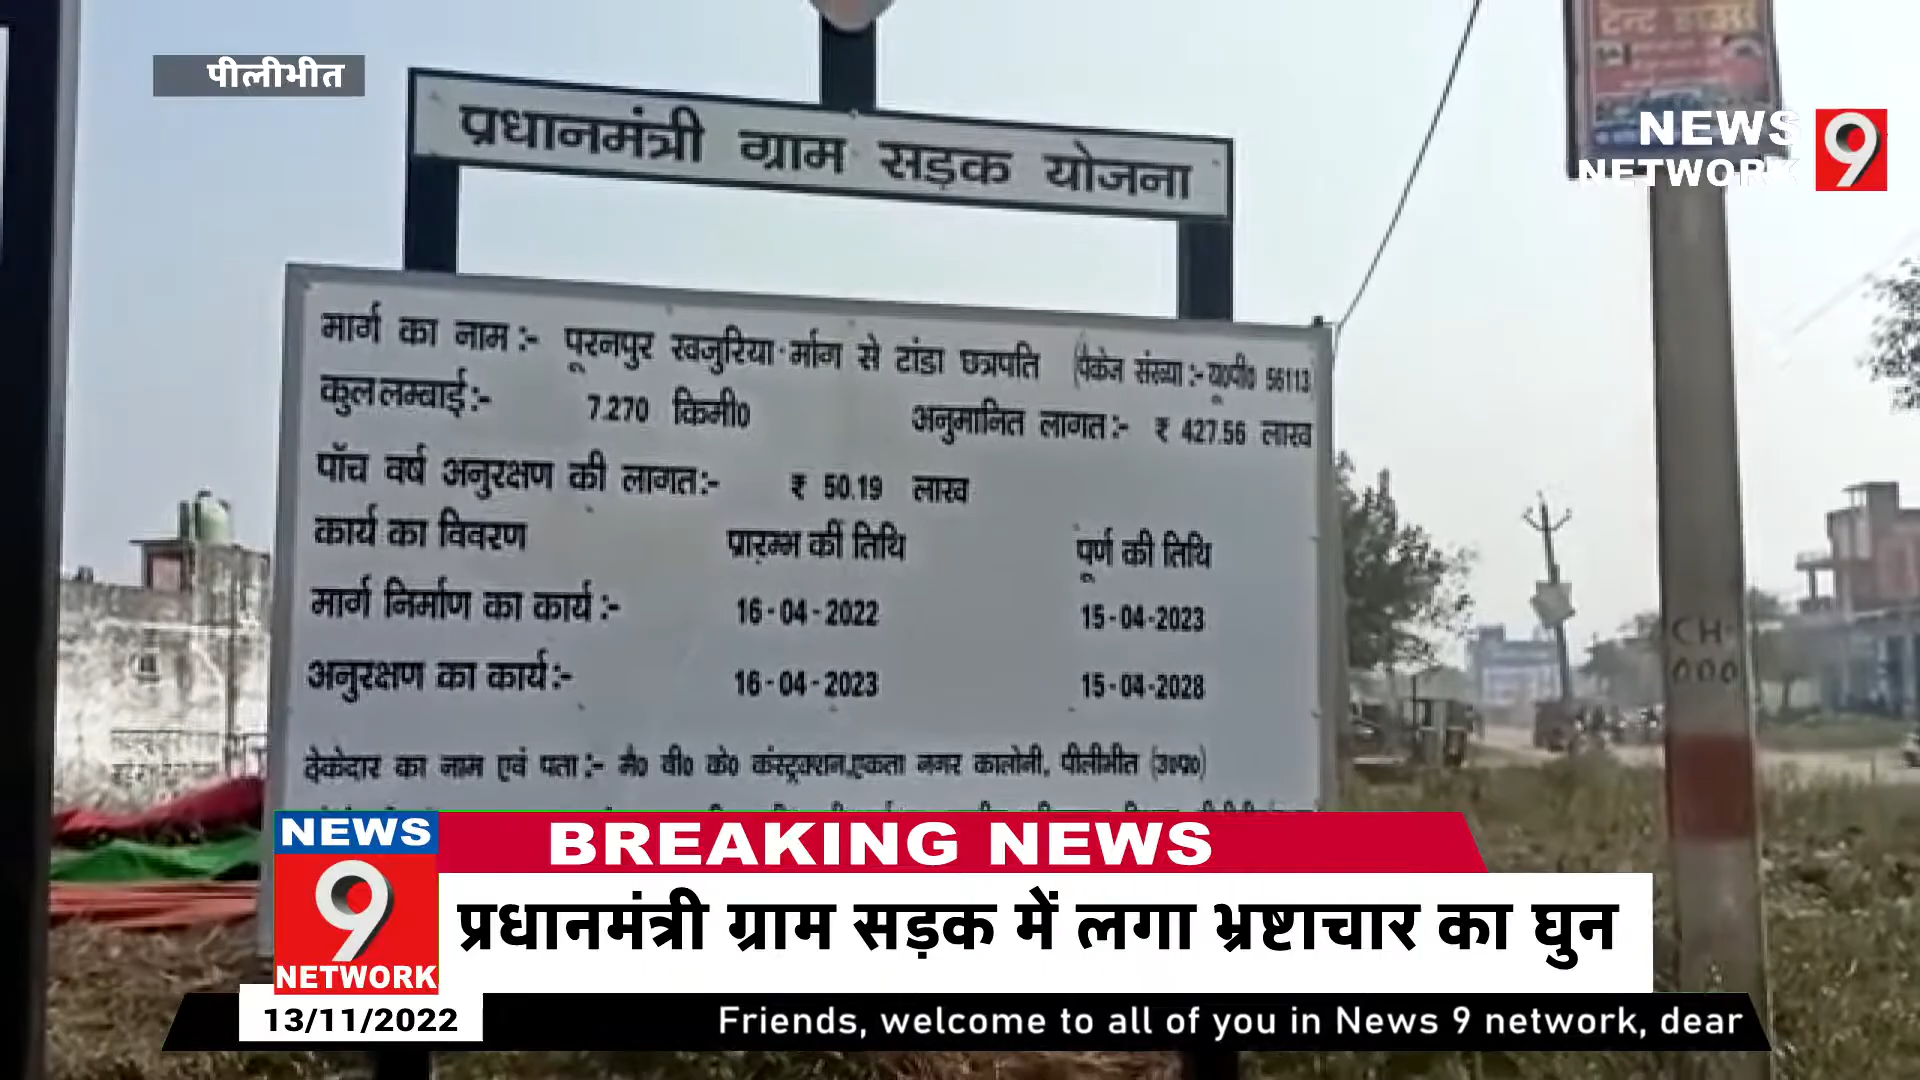 पीलीभीत
टेन्ट हाउस
NEWS
NETWORK
9
प्रधानमंत्री ग्राम सड़क योजना
मार्ग का नाम :- पूरनपुर खजुरिया मार्ग से टांडा छत्रपति (पैकेज संख्या :- यू०पी० 56113)
कुल लम्बाई:- 7.270 किमी० अनुमानित लागत:- ₹ 427.56 लाख
पॉच वर्ष अनुरक्षण की लागत:- ₹ 50.19 लाख
कार्य का विवरण प्रारम्भ की तिथि पूर्ण की तिथि
मार्ग निर्माण का कार्य :- 16-04-2022 15-04-2023
अनुरक्षण का कार्य:- 16-04-2023 15-04-2028
ठेकेदार का नाम एवं पता :- मै० वी० के० कंस्ट्रक्शन,एकता नगर कालोनी, पीलीभीत (उ०प्र०)
CH-
000
NEWS
9
NETWORK
BREAKING NEWS
प्रधानमंत्री ग्राम सड़क में लगा भ्रष्टाचार का घुन
13/11/2022
Friends, welcome to all of you in News 9 network, dear